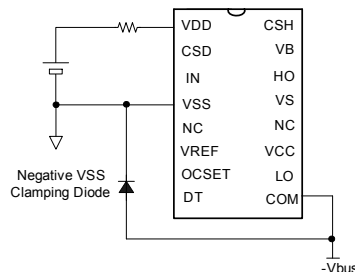 VDD CSH
CSD VB
IN HO
VSS VS
NC NC
VREF VCC
OCSET LO
DT COM
Negative VSS
Clamping Diode
-Vbus